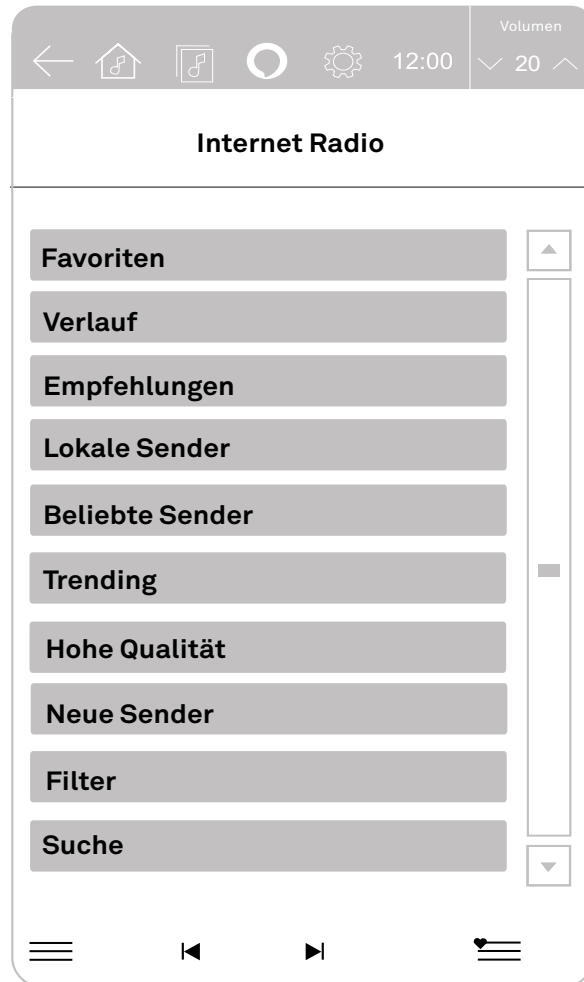 Volumen
12:00
20
Internet Radio
Favoriten
Verlauf
Empfehlungen
Lokale Sender
Beliebte Sender
Trending
Hohe Qualität
Neue Sender
Filter
Suche